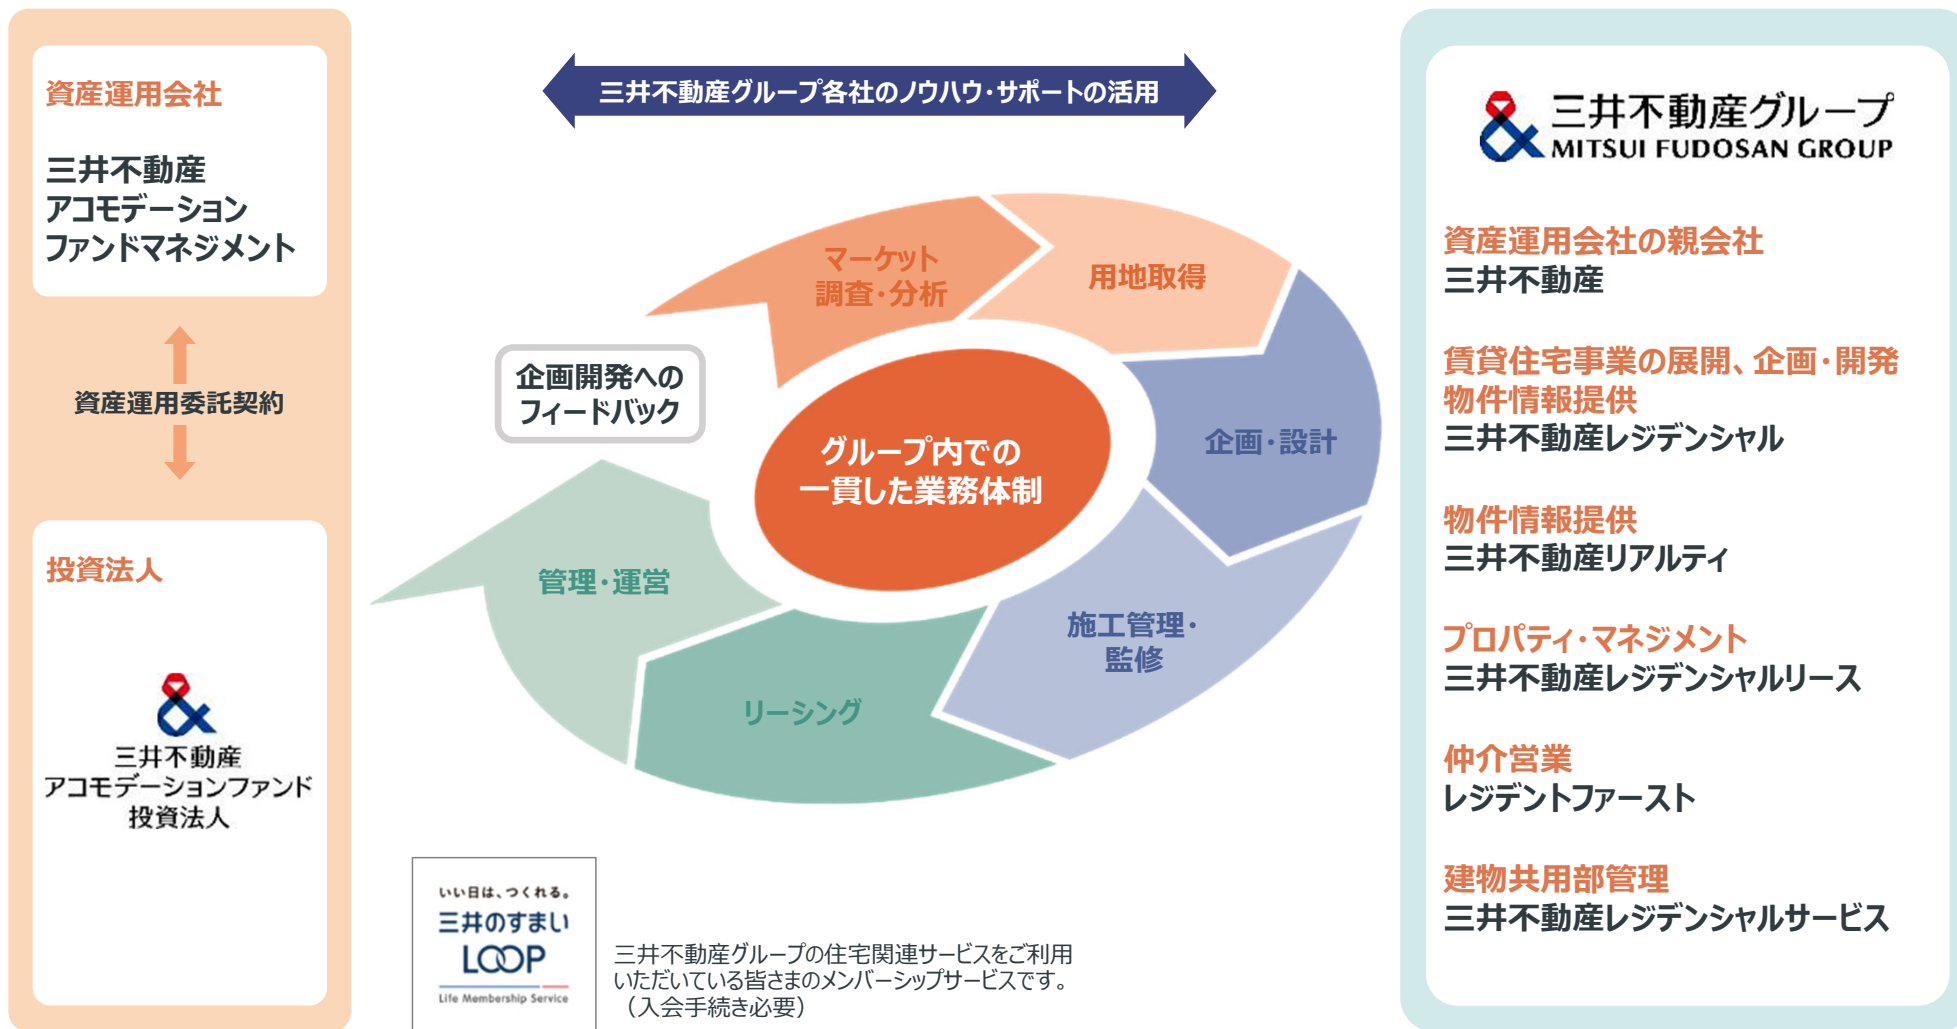 資産運用会社
三井不動産
アコモデーション
ファンドマネジメント
資産運用委託契約
投資法人
三井不動産
アコモデーションファンド
投資法人
三井不動産グループ各社のノウハウ・サポートの活用
マーケット
調査・分析
用地取得
企画・設計
施工管理・
監修
リーシング
管理・運営
企画開発への
フィードバック
グループ内での
一貫した業務体制
いい日は、つくれる。
三井のすまい
LOOP
Life Membership Service
三井不動産グループの住宅関連サービスをご利用
いただいている皆さまのメンバーシップサービスです。
（入会手続き必要）
三井不動産グループ
MITSUI FUDOSAN GROUP
資産運用会社の親会社
三井不動産
賃貸住宅事業の展開、企画・開発
物件情報提供
三井不動産レジデンシャル
物件情報提供
三井不動産リアルティ
プロパティ・マネジメント
三井不動産レジデンシャルリース
仲介営業
レジデントファースト
建物共用部管理
三井不動産レジデンシャルサービス